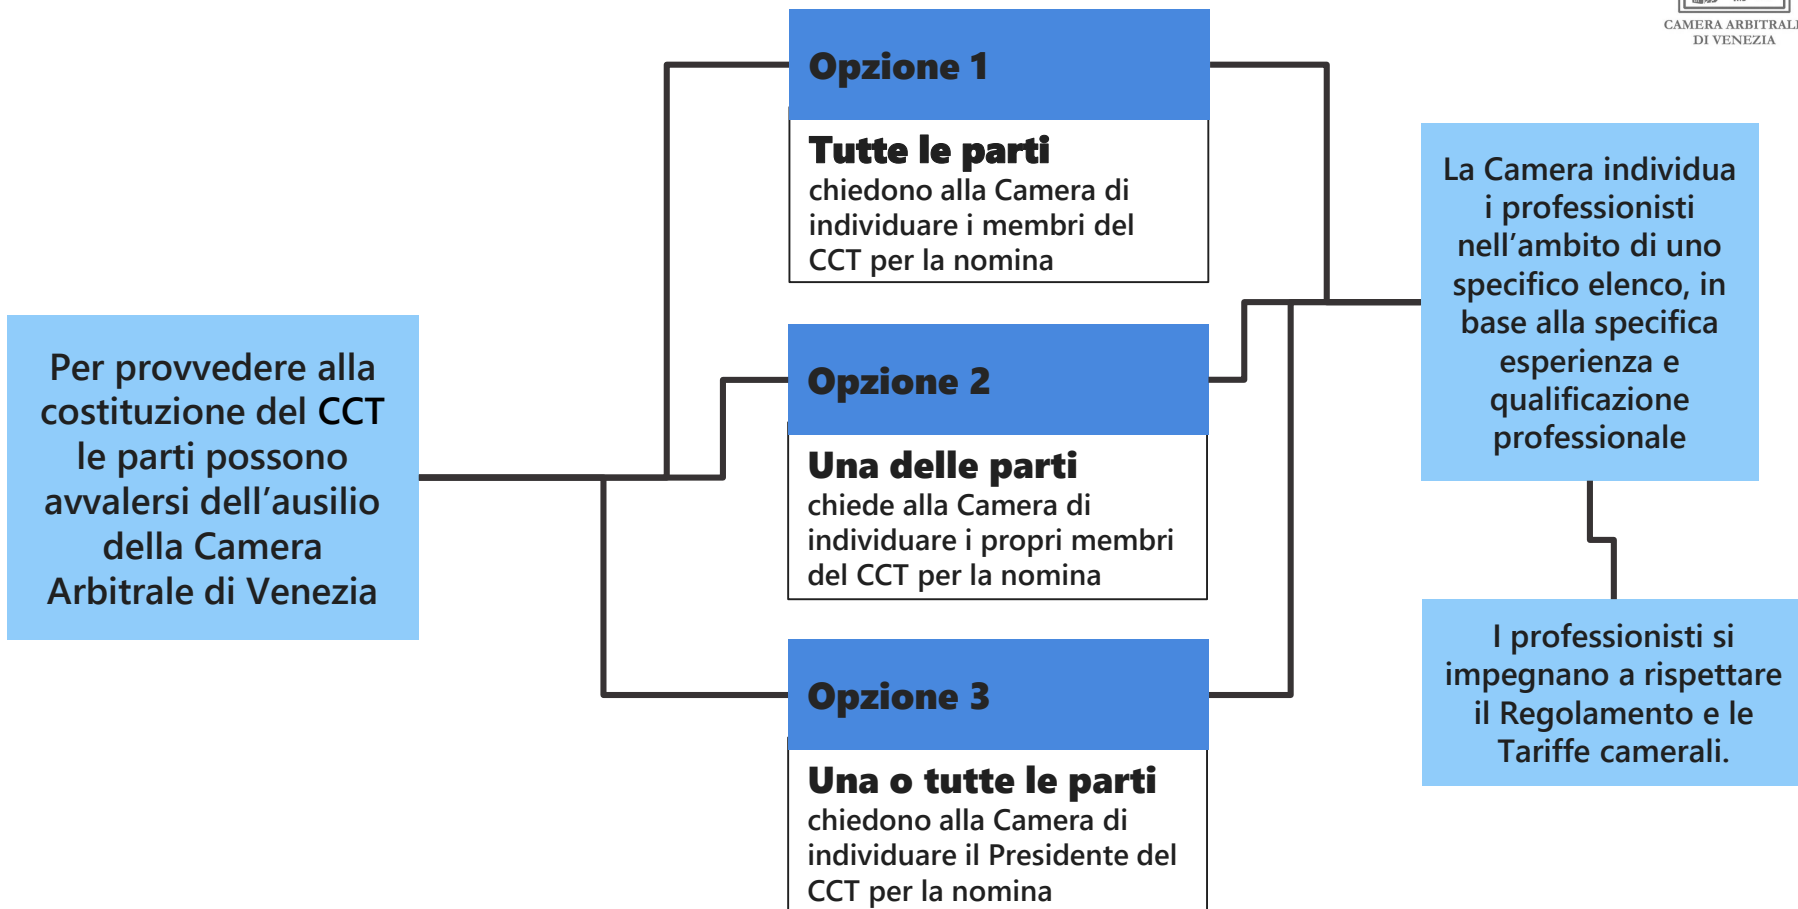 CAMERA ARBITRALE
DI VENEZIA
Per provvedere alla
costituzione del CCT
le parti possono
avvalersi dell’ausilio
della Camera
Arbitrale di Venezia
Opzione 1
Tutte le parti
chiedono alla Camera di
individuare i membri del
CCT per la nomina
Opzione 2
Una delle parti
chiede alla Camera di
individuare i propri membri
del CCT per la nomina
Opzione 3
Una o tutte le parti
chiedono alla Camera di
individuare il Presidente del
CCT per la nomina
La Camera individua
i professionisti
nell’ambito di uno
specifico elenco, in
base alla specifica
esperienza e
qualificazione
professionale
I professionisti si
impegnano a rispettare
il Regolamento e le
Tariffe camerali.